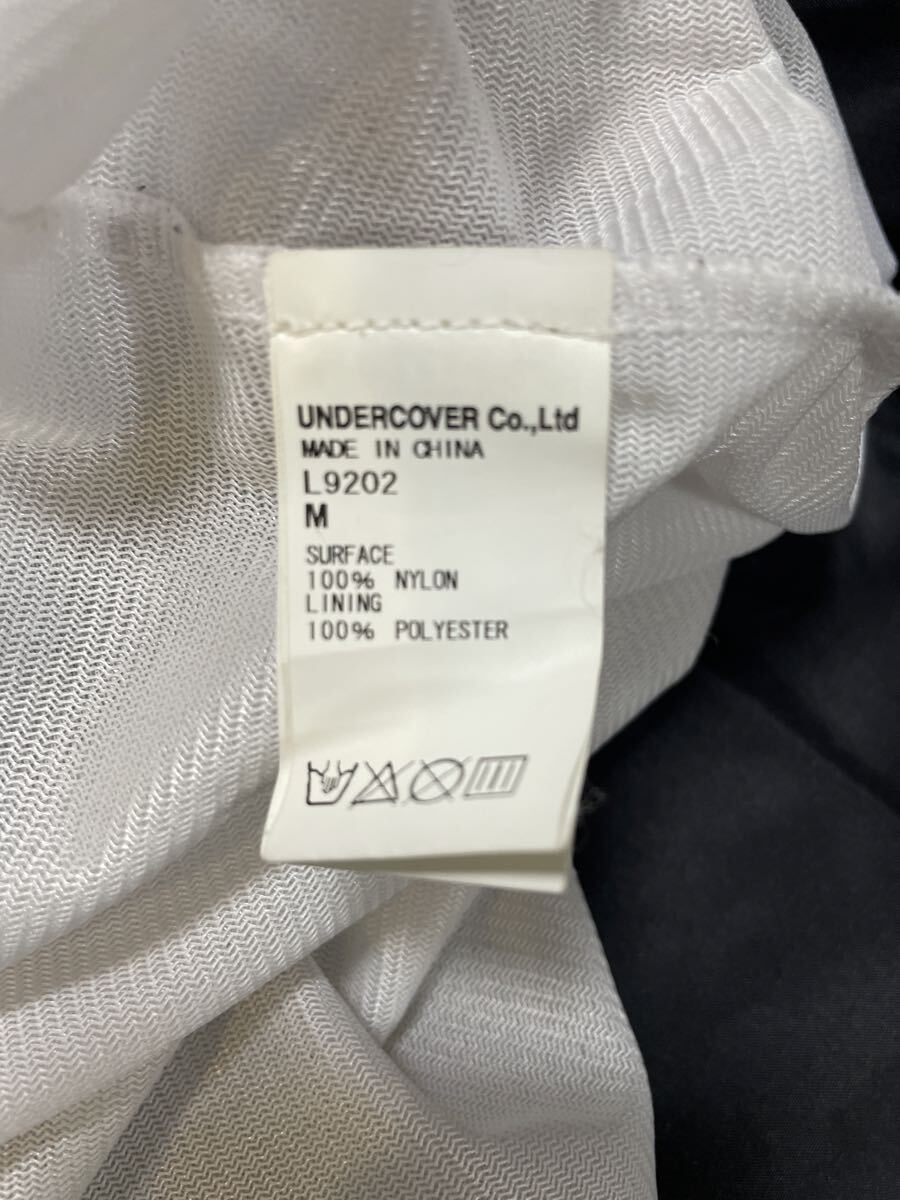 UNDERCOVER Co.,Ltd
MADE IN CHINA
L9202
M
SURFACE
100% NYLON
LINING
100% POLYESTER